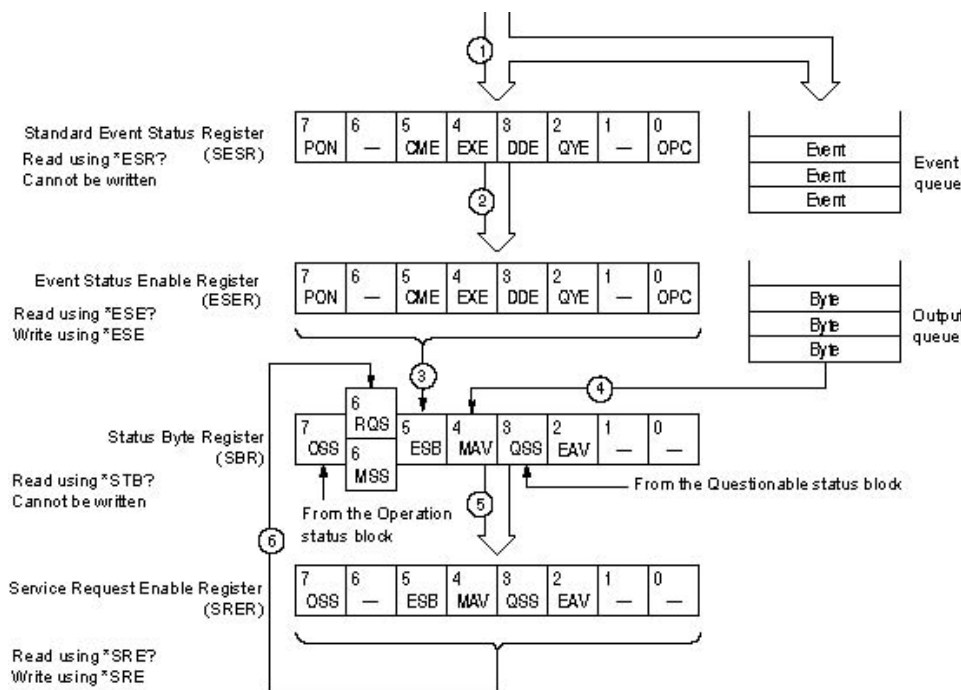 1
Standard Event Status Register
(SESR)
Read using *ESR?
Cannot be written
7 6 5 4 3 2 1 0
PON — CME EXE DDE QYE — OPC
Event
Event
Event
Event
queue
2
Event Status Enable Register
(ESER)
Read using *ESE?
Write using *ESE
7 6 5 4 3 2 1 0
PON — CME EXE DDE QYE — OPC
Byte
Byte
Byte
Output
queue
3
4
Status Byte Register
(SBR)
Read using *STB?
Cannot be written
6
RQS
7 5 4 3 2 1 0
OSS ESB MAV QSS EAV — —
6
MSS
From the Operation
status block
5
From the Questionable status block
6
Service Request Enable Register
(SRER)
Read using *SRE?
Write using *SRE
7 6 5 4 3 2 1 0
OSS — ESB MAV QSS EAV — —